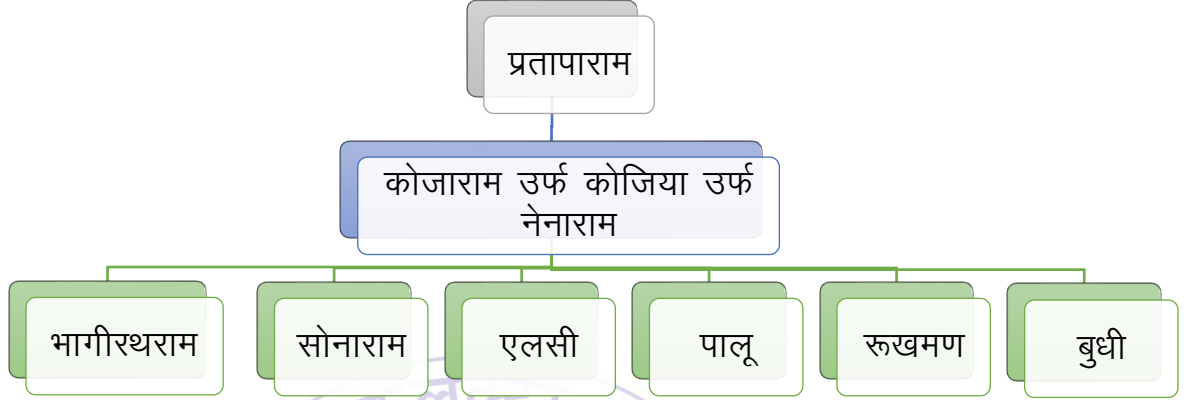 प्रतापाराम
कोजाराम उर्फ कोजिया उर्फ
नेनाराम
भागीरथराम
सोनाराम
एलसी
पालू
रूखमण
बुधी